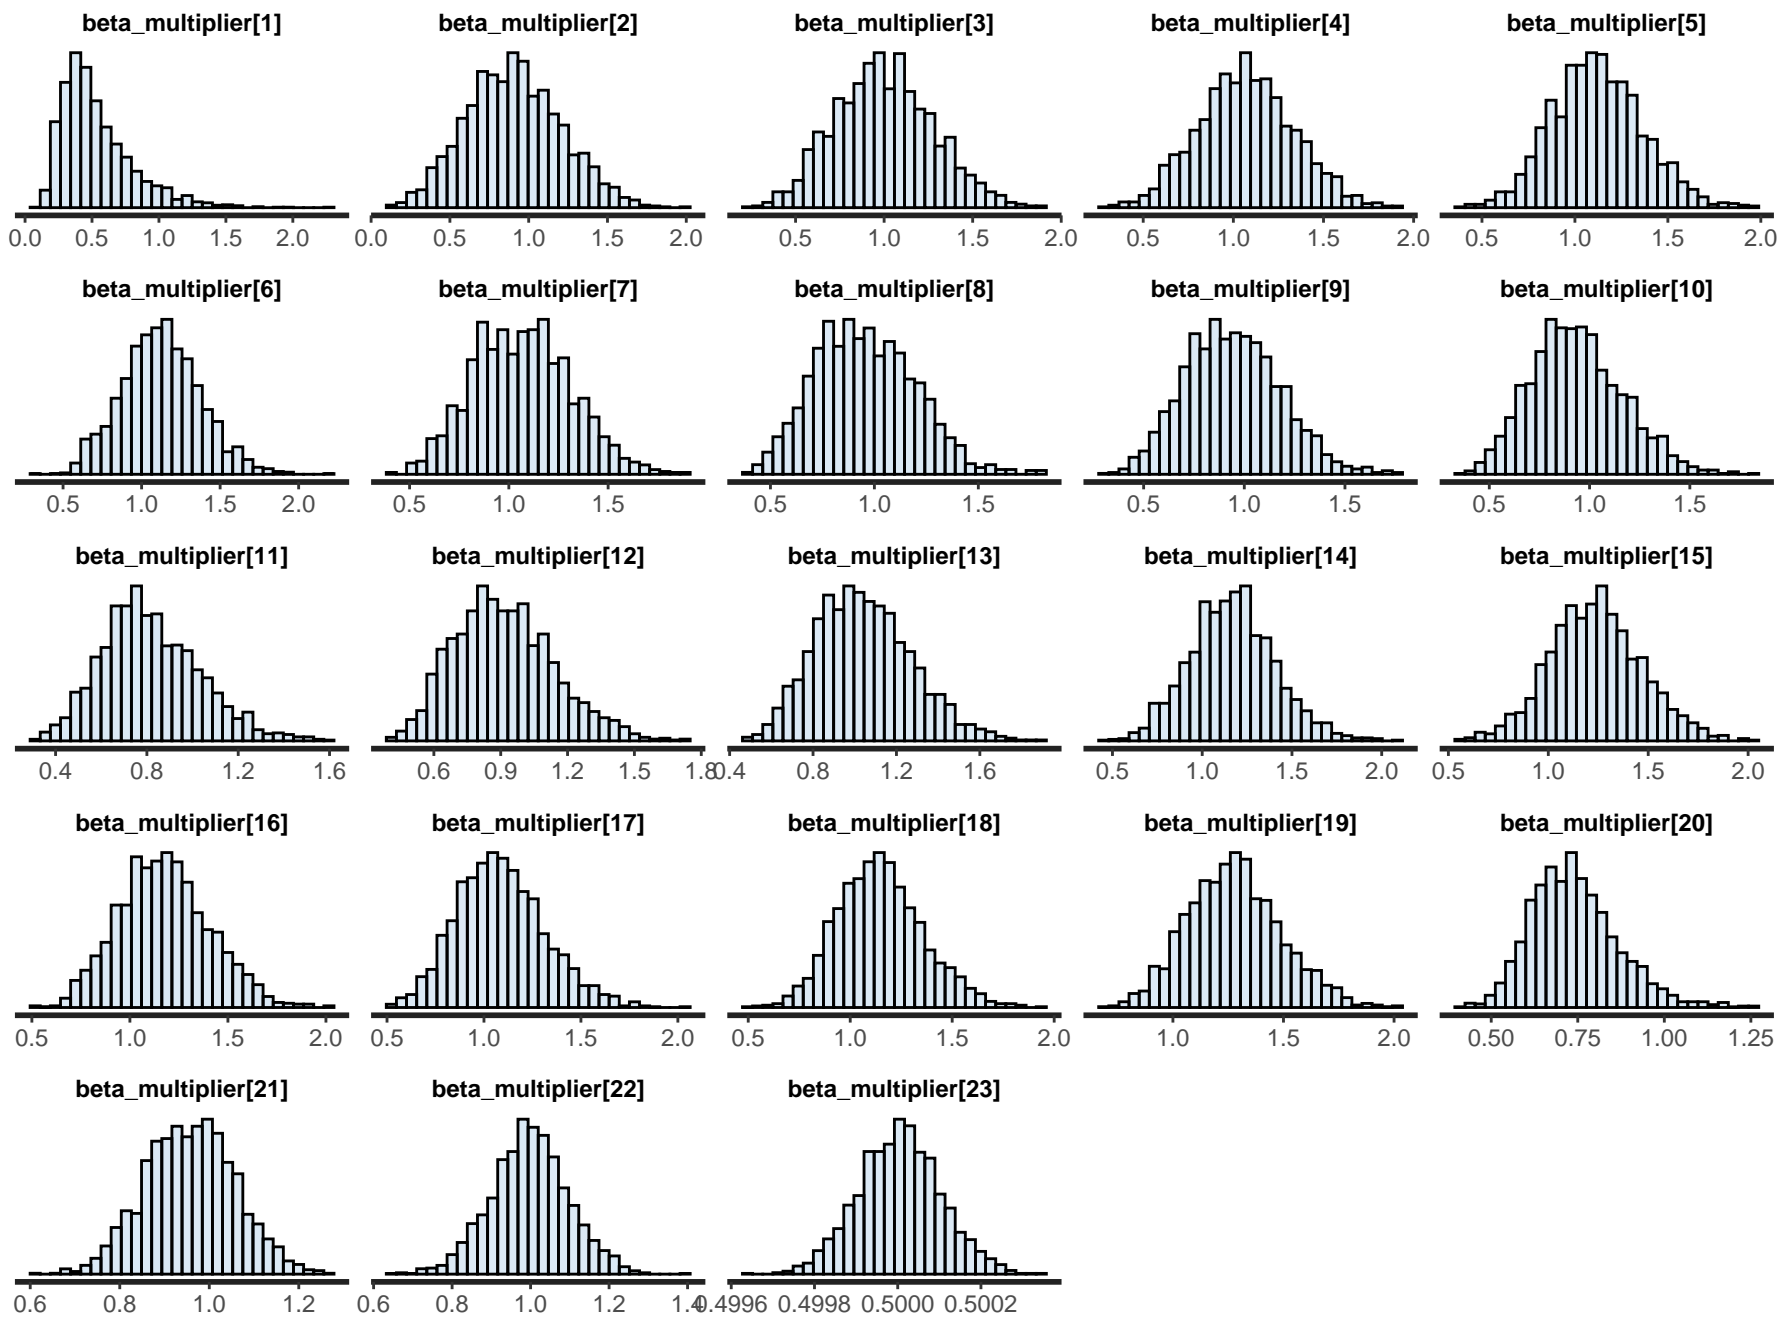 beta_multiplier[1] beta_multiplier[2] beta_multiplier[3] beta_multiplier[4] beta_multiplier[5]
0.0 0.5 1.0 1.5 2.0 0.0 0.5 1.0 1.5 2.0 0.5 1.0 1.5 2.0 0.5 1.0 1.5 2.0 0.5 1.0 1.5 2.0
beta_multiplier[6] beta_multiplier[7] beta_multiplier[8] beta_multiplier[9] beta_multiplier[10]
0.5 1.0 1.5 2.0 0.5 1.0 1.5 0.5 1.0 1.5 0.5 1.0 1.5 0.5 1.0 1.5
beta_multiplier[11] beta_multiplier[12] beta_multiplier[13] beta_multiplier[14] beta_multiplier[15]
0.4 0.8 1.2 1.6 0.6 0.9 1.2 1.5 1.8 0.4 0.8 1.2 1.6 0.5 1.0 1.5 2.0 0.5 1.0 1.5 2.0
beta_multiplier[16] beta_multiplier[17] beta_multiplier[18] beta_multiplier[19] beta_multiplier[20]
0.5 1.0 1.5 2.0 0.5 1.0 1.5 2.0 0.5 1.0 1.5 2.0 1.0 1.5 2.0 0.50 0.75 1.00 1.25
beta_multiplier[21] beta_multiplier[22] beta_multiplier[23]
0.6 0.8 1.0 1.2 0.6 0.8 1.0 1.2 1.4 0.4996 0.4998 0.5000 0.5002